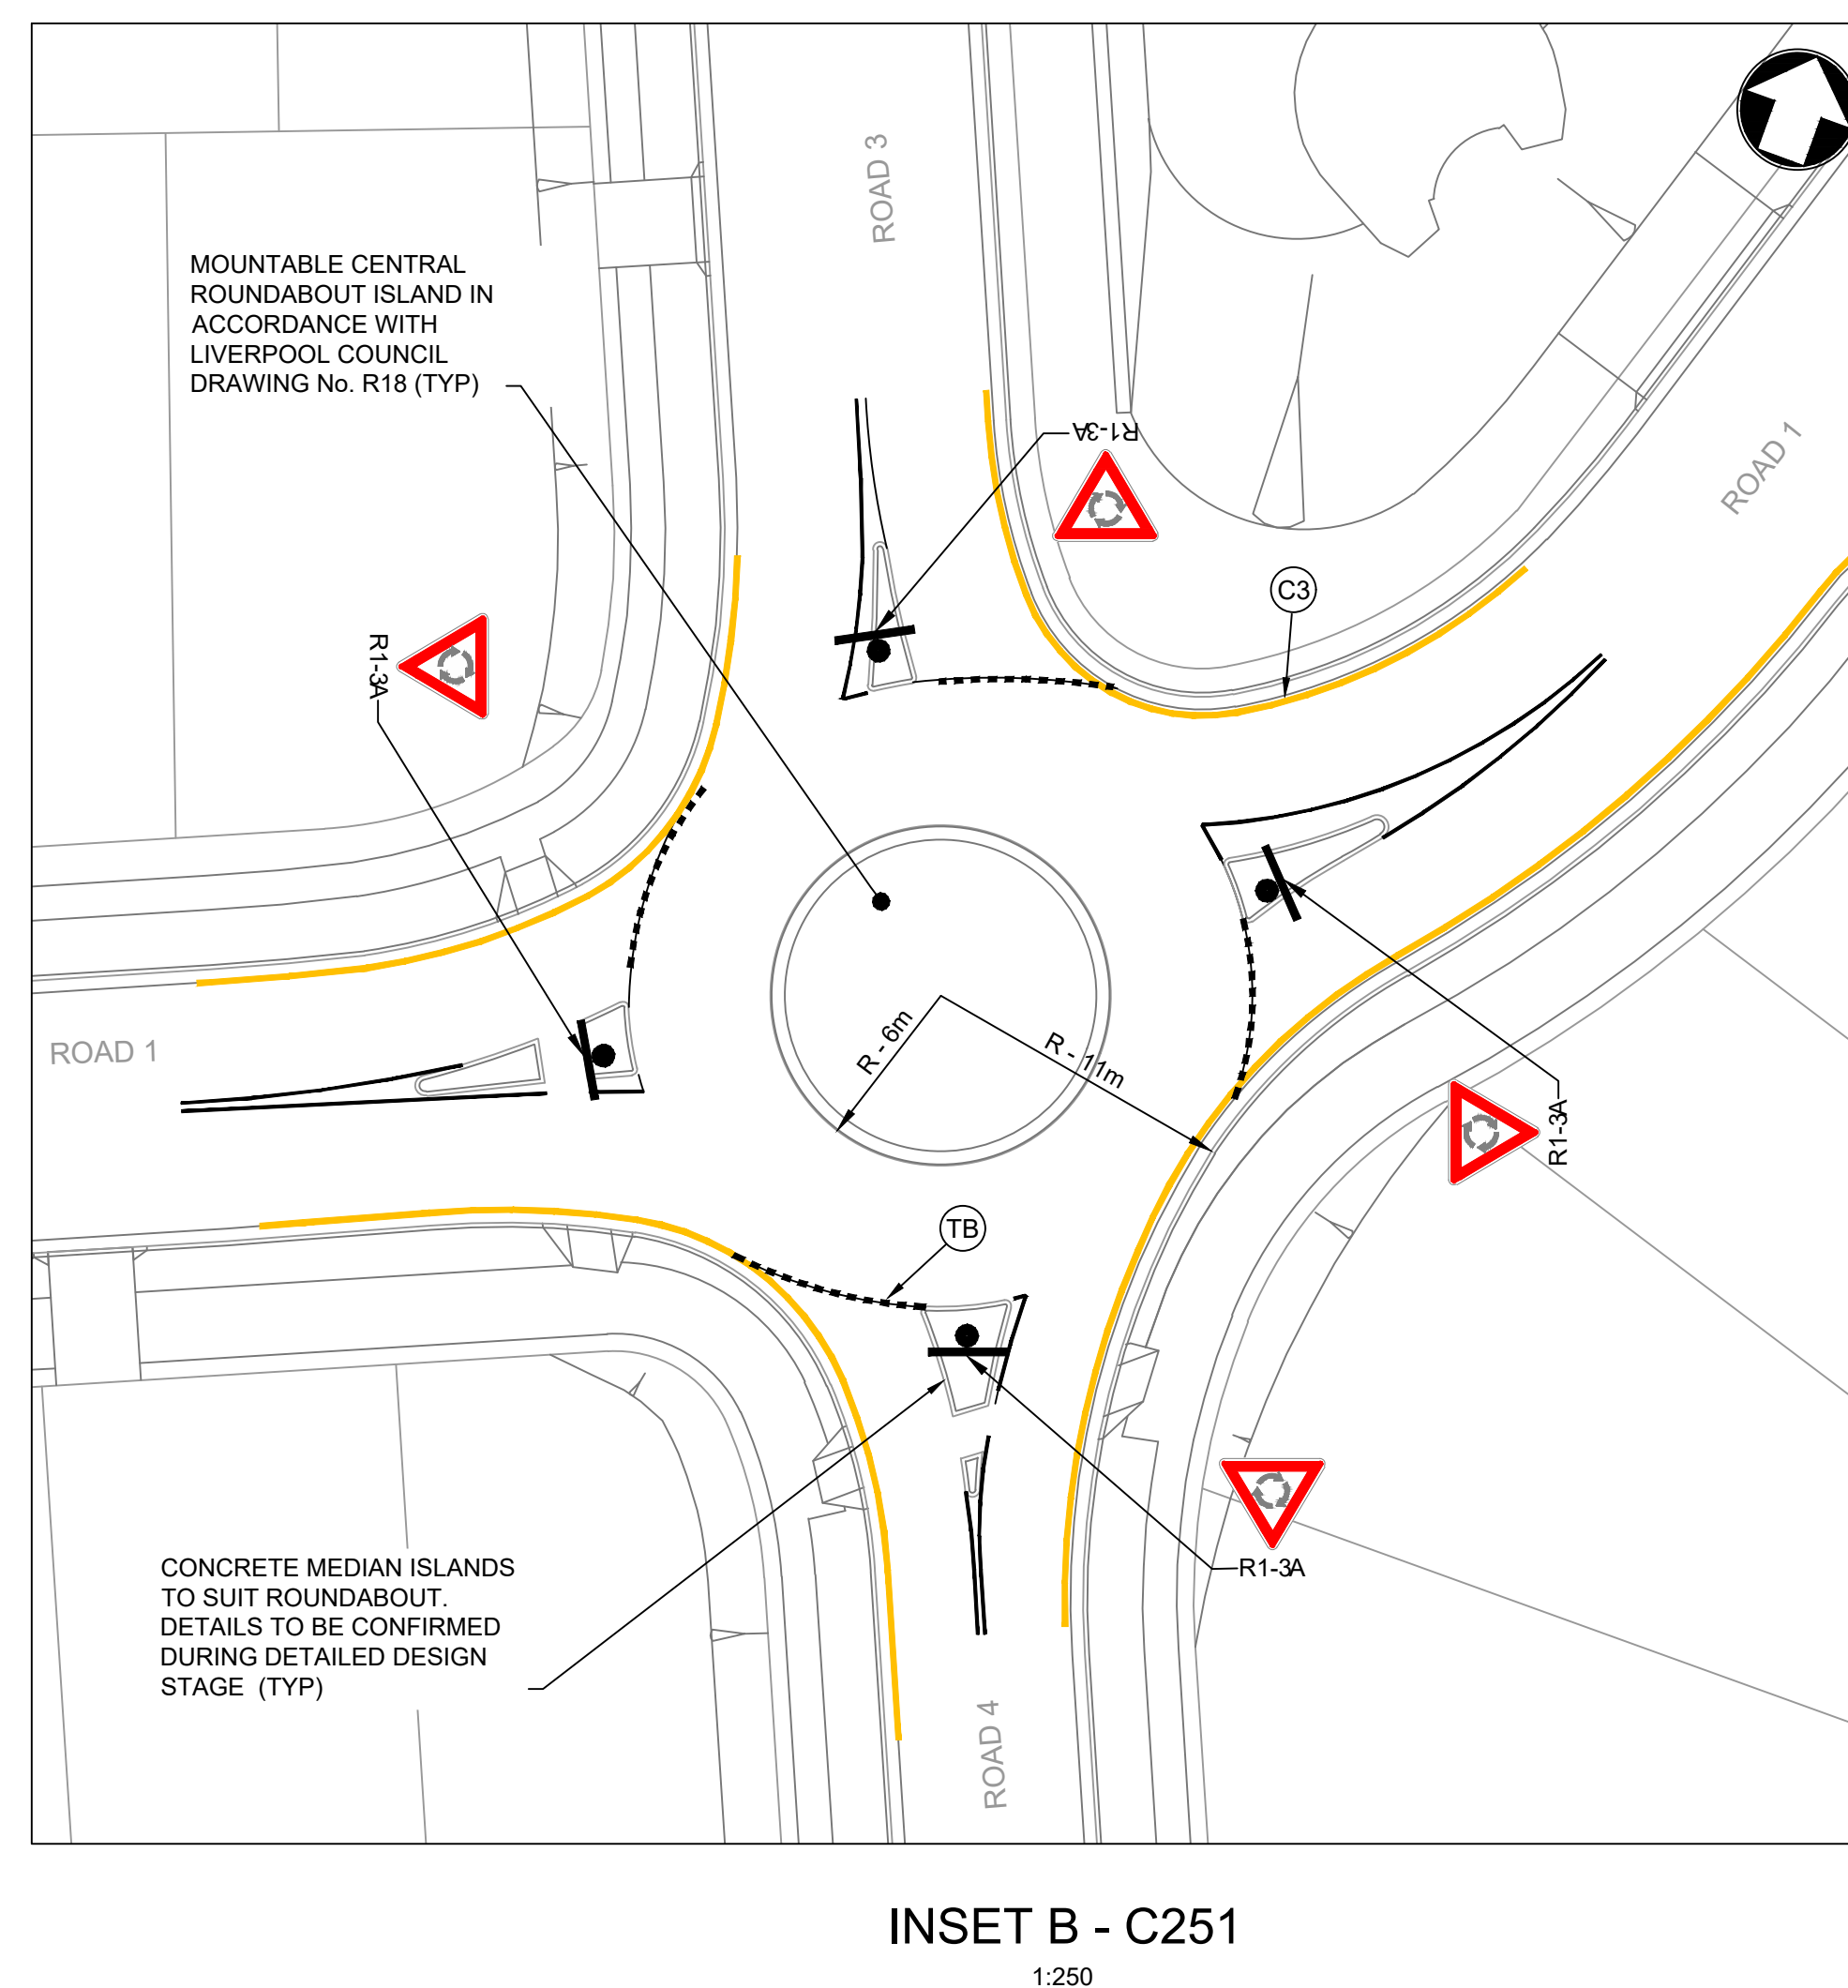 ROAD 3
MOUNTABLE CENTRAL
ROUNDABOUT ISLAND IN
ACCORDANCE WITH
LIVERPOOL COUNCIL
DRAWING No. R18 (TYP)
R1-3A
ROAD 1
C3
R1-3A
ROAD 1
R - 6m
R - 11m
R1-3A
TB
R1-3A
CONCRETE MEDIAN ISLANDS
TO SUIT ROUNDABOUT.
DETAILS TO BE CONFIRMED
DURING DETAILED DESIGN
STAGE (TYP)
ROAD 4
INSET B - C251
1:250